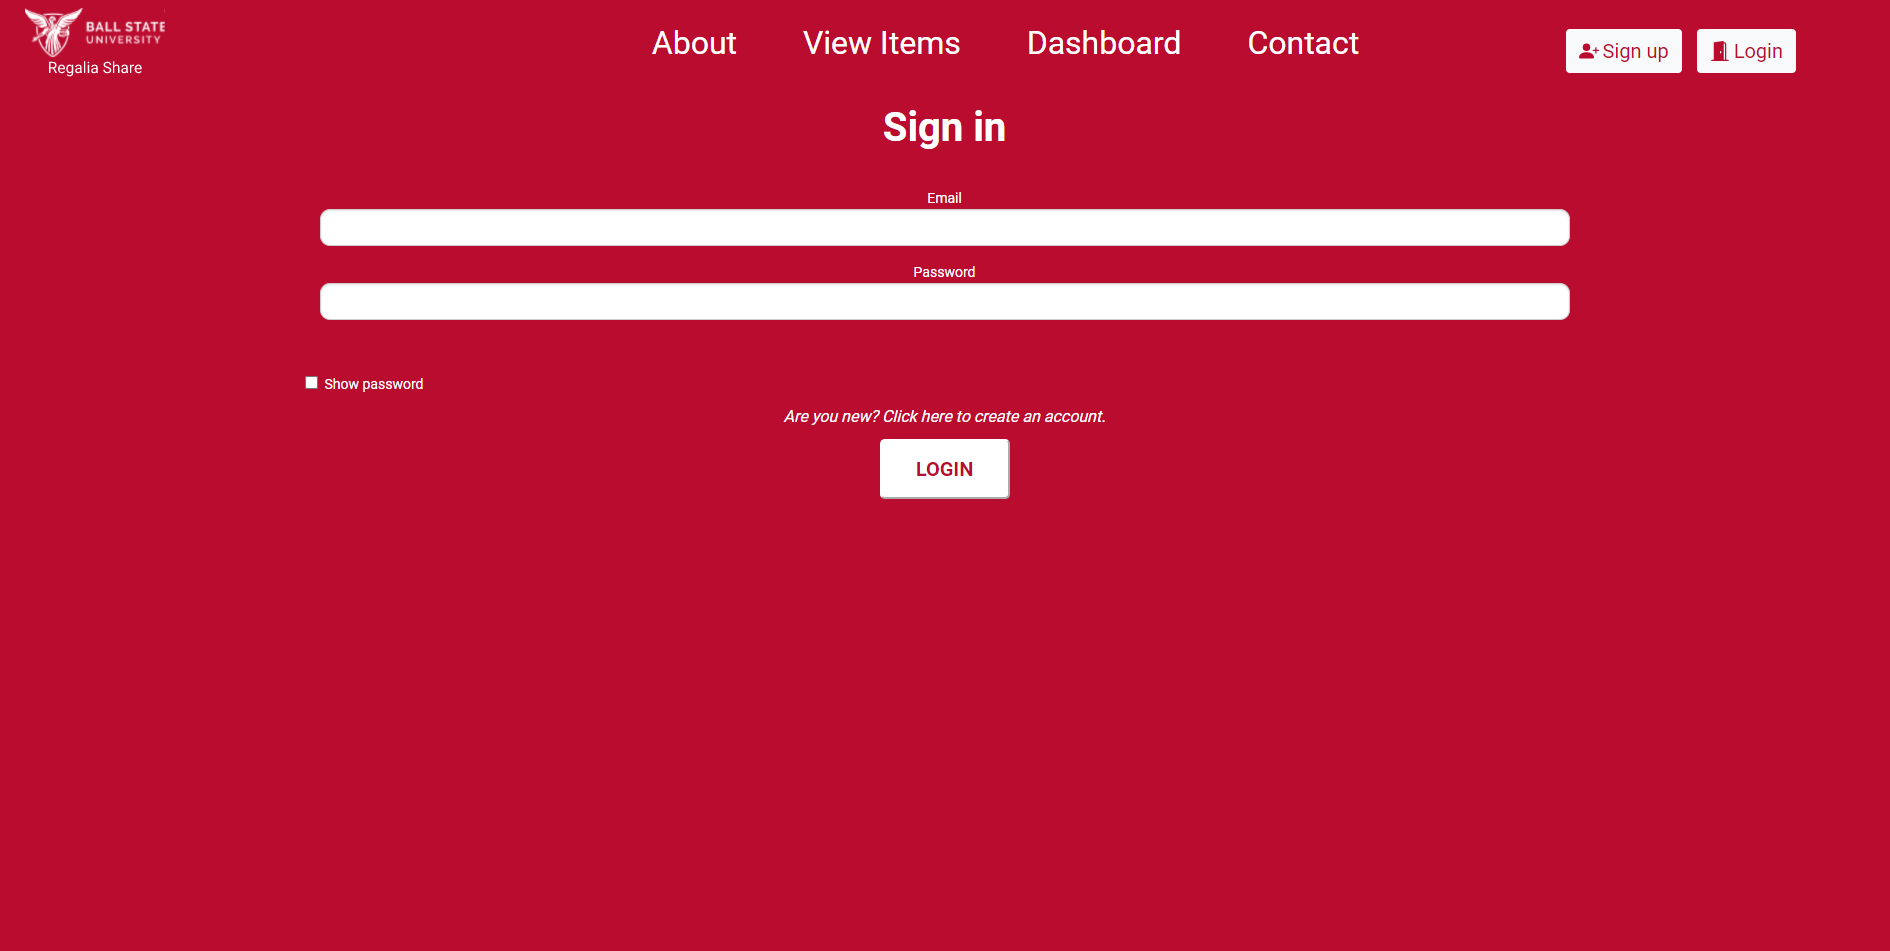 BALL STATE
UNIVERSITY
Regalia Share
About
View Items
Dashboard
Contact
Sign up
Login
Sign in
Email
Password
Show password
Are you new? Click here to create an account.
LOGIN